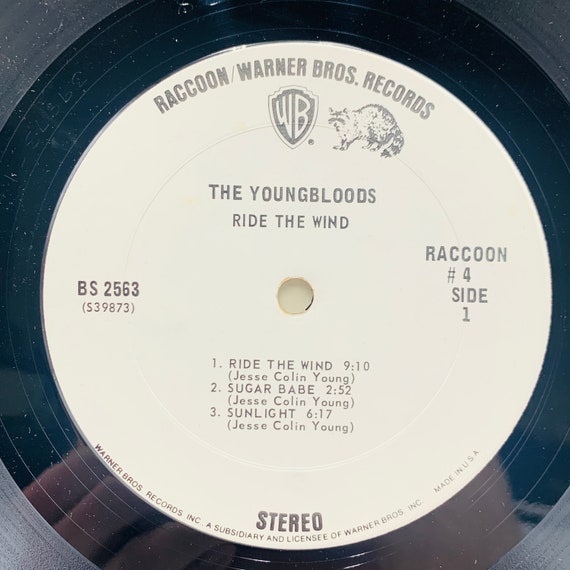 RACCOON/WARNER BROS. RECORDS
WB
®
THE YOUNGBLOODS
RIDE THE WIND
RACCOON
# 4
SIDE
1
BS 2563
(S39873)
1. RIDE THE WIND 9:10
(Jesse Colin Young)
2. SUGAR BABE 2:52
(Jesse Colin Young)
3. SUNLIGHT 6:17
(Jesse Colin Young)
WARNER BROS. RECORDS INC. A SUBSIDIARY AND LICENSEE OF WARNER BROS. INC. MADE IN U.S.A.
STEREO